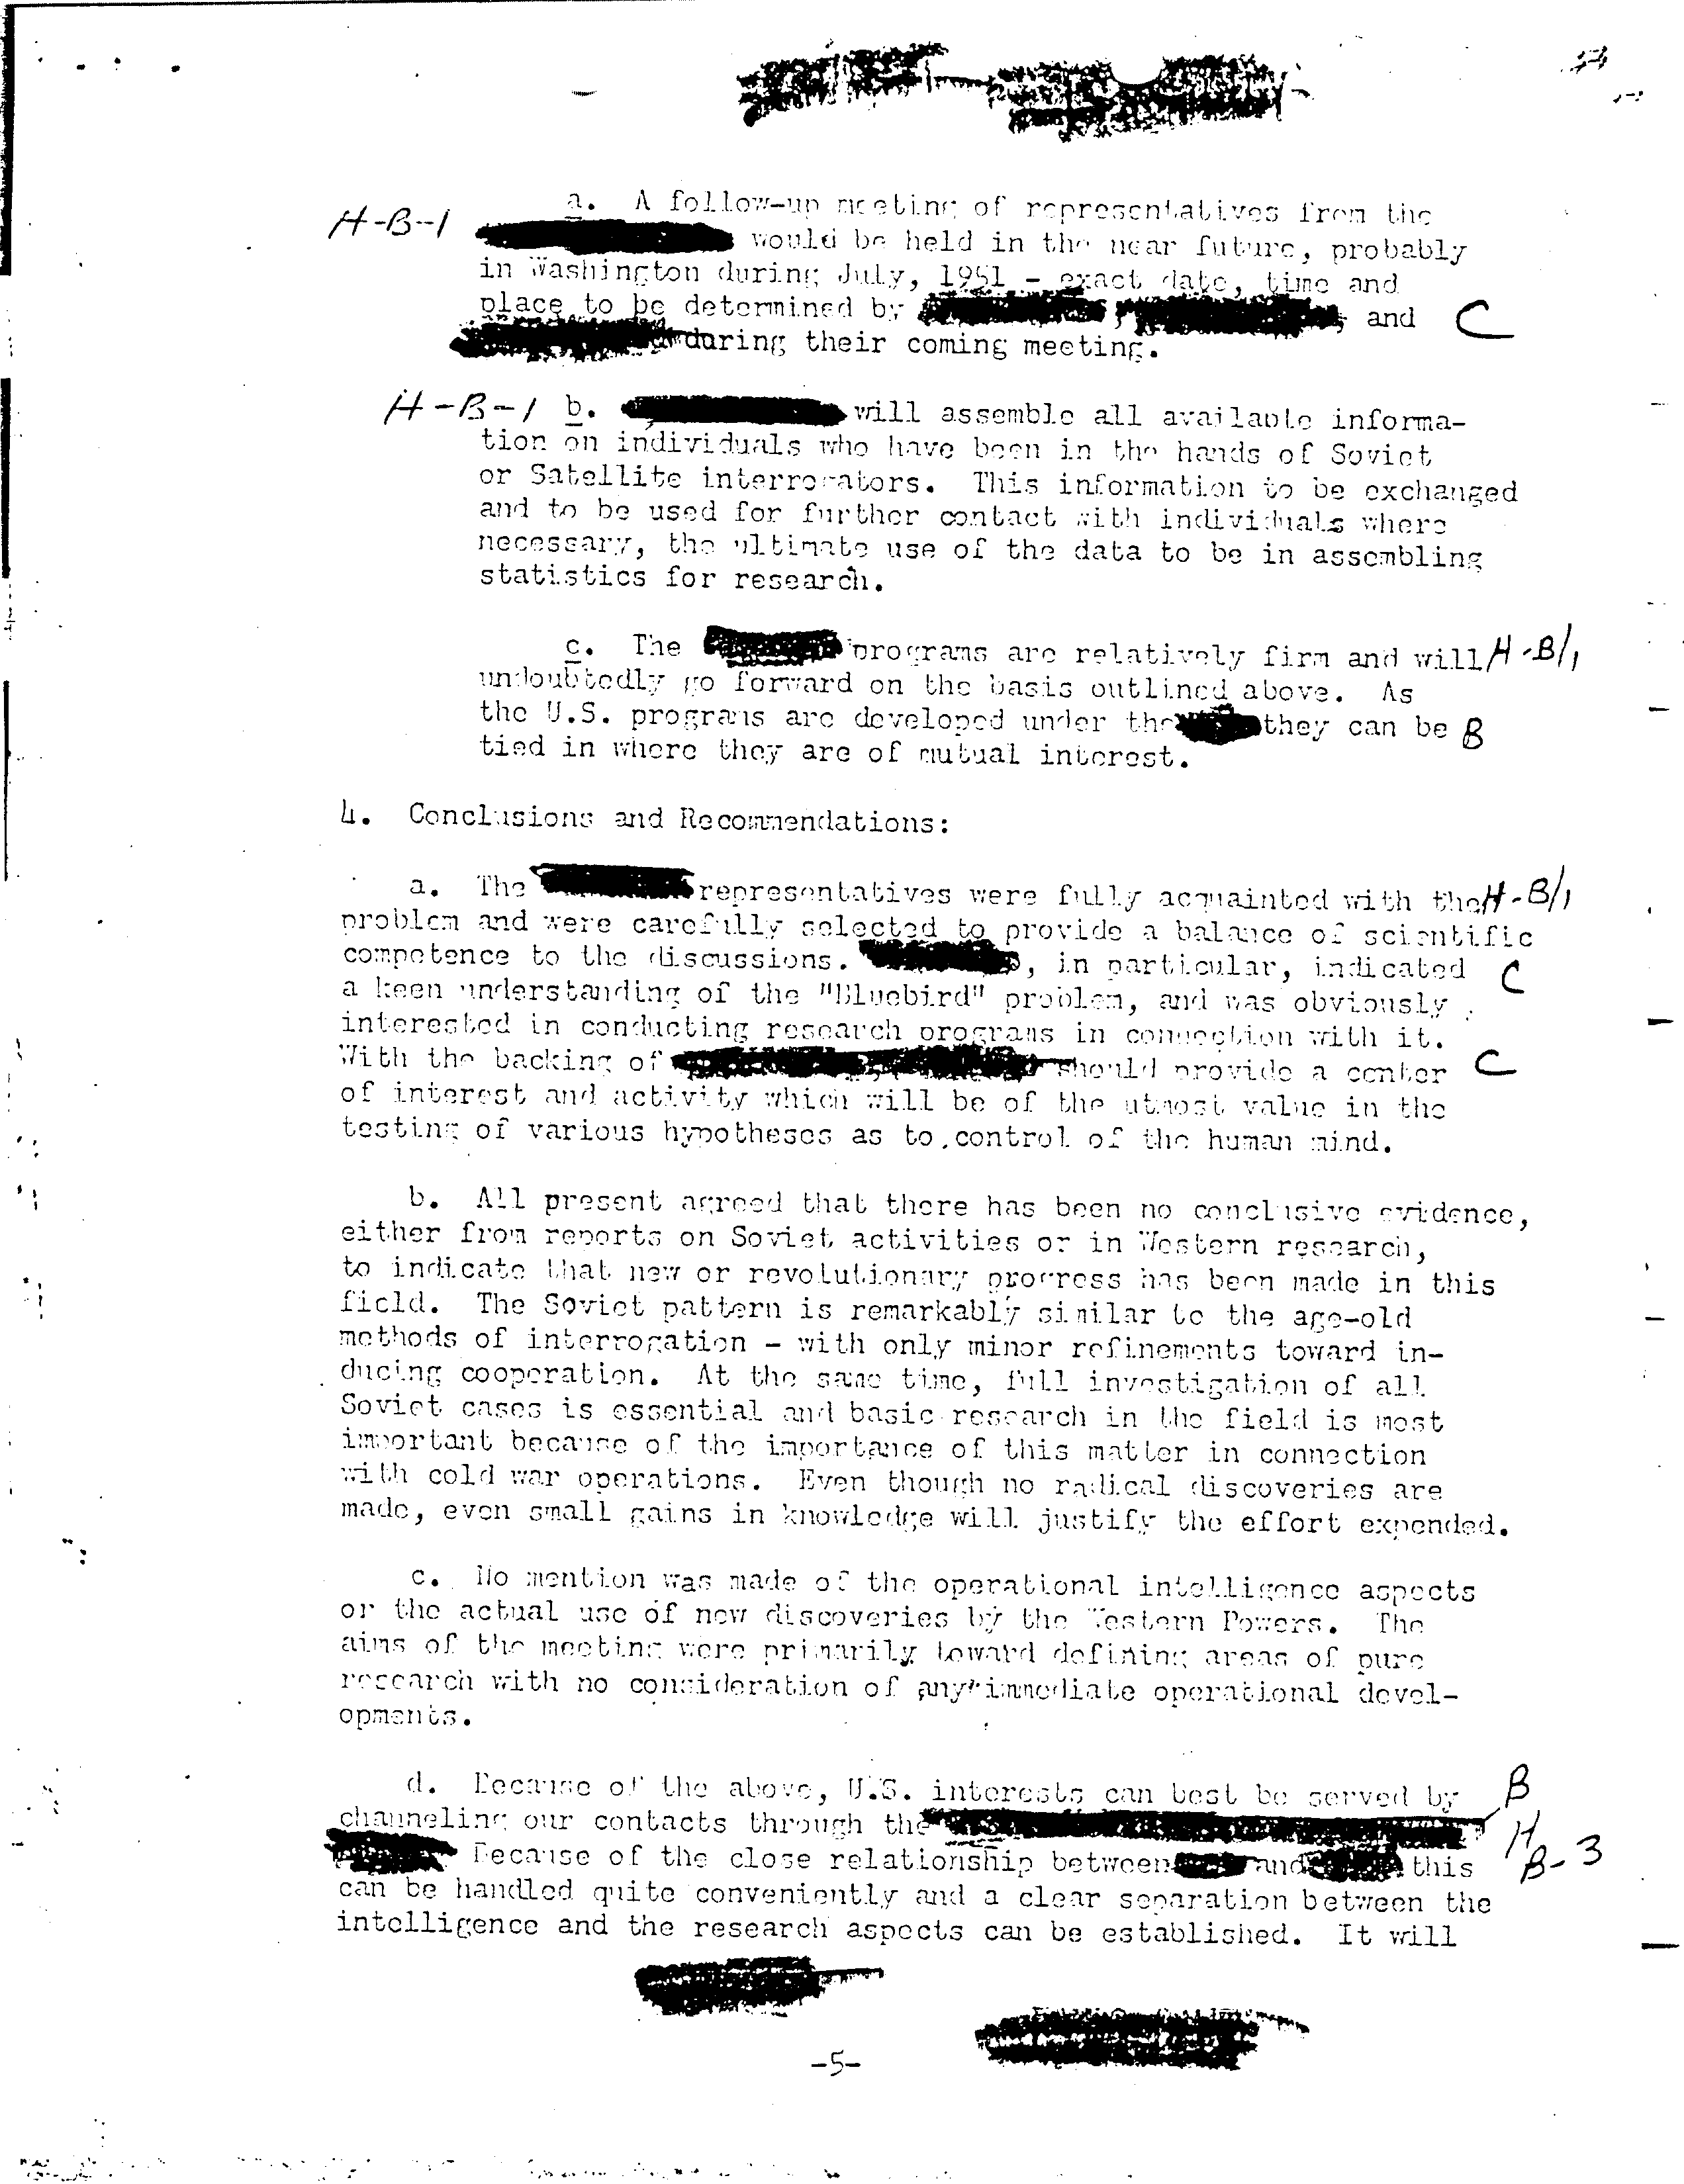 a. A follow-up meeting of representatives from the
H-B-1 would be held in the near future, probably
in Washington during July, 1951 - exact date, time and
place to be determined by , , and C
during their coming meeting.
H-B-1 b. will assemble all available informa-
tion on individuals who have been in the hands of Soviet
or Satellite interrogators. This information to be exchanged
and to be used for further contact with individuals where
necessary, the ultimate use of the data to be in assembling
statistics for research.
c. The programs are relatively firm and will H-B/1
undoubtedly go forward on the basis outlined above. As
the U.S. programs are developed under the they can be B
tied in where they are of mutual interest.
4. Conclusions and Recommendations:
a. The representatives were fully acquainted with the H-B/1
problem and were carefully selected to provide a balance of scientific
competence to the discussions. , in particular, indicated C
a keen understanding of the "Bluebird" problem, and was obviously
interested in conducting research programs in connection with it.
With the backing of , should provide a center C
of interest and activity which will be of the utmost value in the
testing of various hypotheses as to control of the human mind.
b. All present agreed that there has been no conclusive evidence,
either from reports on Soviet activities or in Western research,
to indicate that new or revolutionary progress has been made in this
field. The Soviet pattern is remarkably similar to the age-old
methods of interrogation - with only minor refinements toward in-
ducing cooperation. At the same time, full investigation of all
Soviet cases is essential and basic research in the field is most
important because of the importance of this matter in connection
with cold war operations. Even though no radical discoveries are
made, even small gains in knowledge will justify the effort expended.
c. No mention was made of the operational intelligence aspects
or the actual use of new discoveries by the Western Powers. The
aims of the meeting were primarily toward defining areas of pure
research with no consideration of any immediate operational devel-
opments.
d. Because of the above, U.S. interests can best be served by B
channeling our contacts through the H
Because of the close relationship between and this B-3
can be handled quite conveniently and a clear separation between the
intelligence and the research aspects can be established. It will
-5-